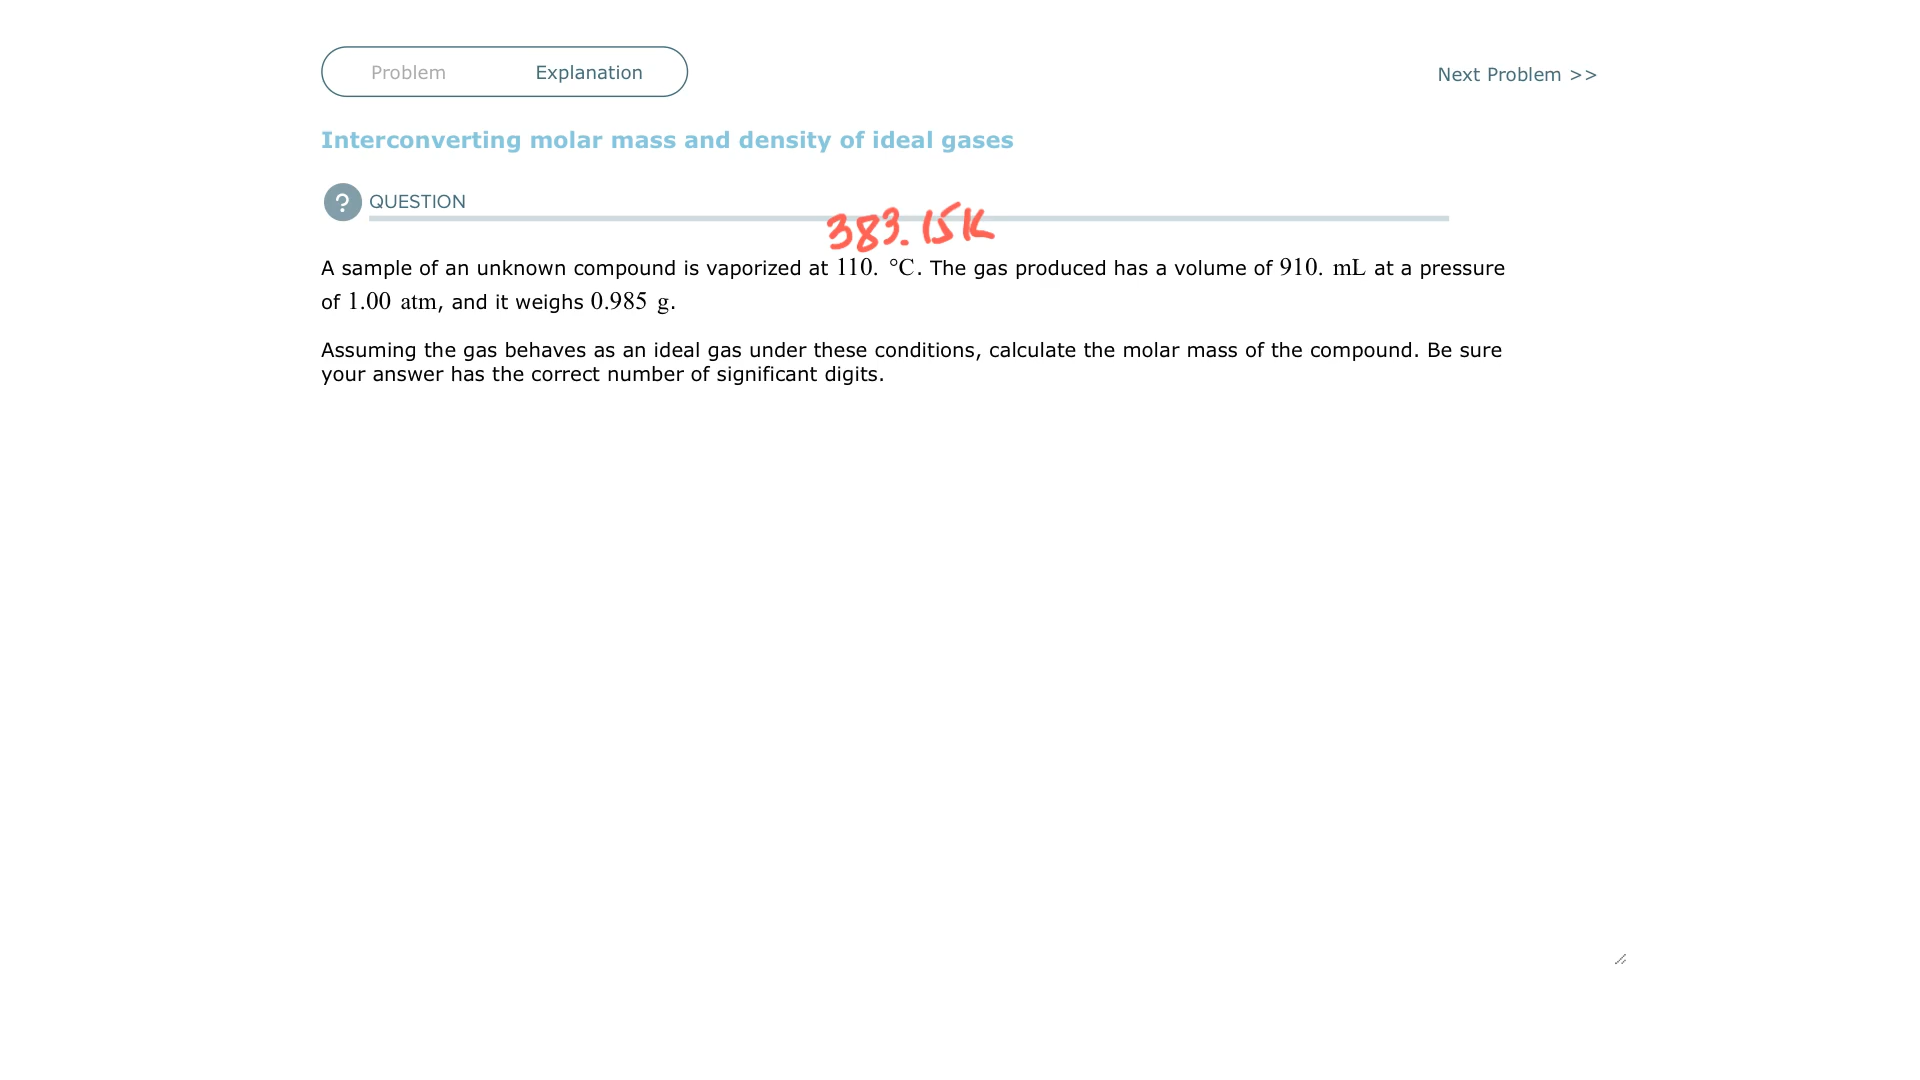 Problem Explanation
Next Problem >>
Interconverting molar mass and density of ideal gases
? QUESTION
383.15K
A sample of an unknown compound is vaporized at 110. °C. The gas produced has a volume of 910. mL at a pressure
of 1.00 atm, and it weighs 0.985 g.
Assuming the gas behaves as an ideal gas under these conditions, calculate the molar mass of the compound. Be sure
your answer has the correct number of significant digits.